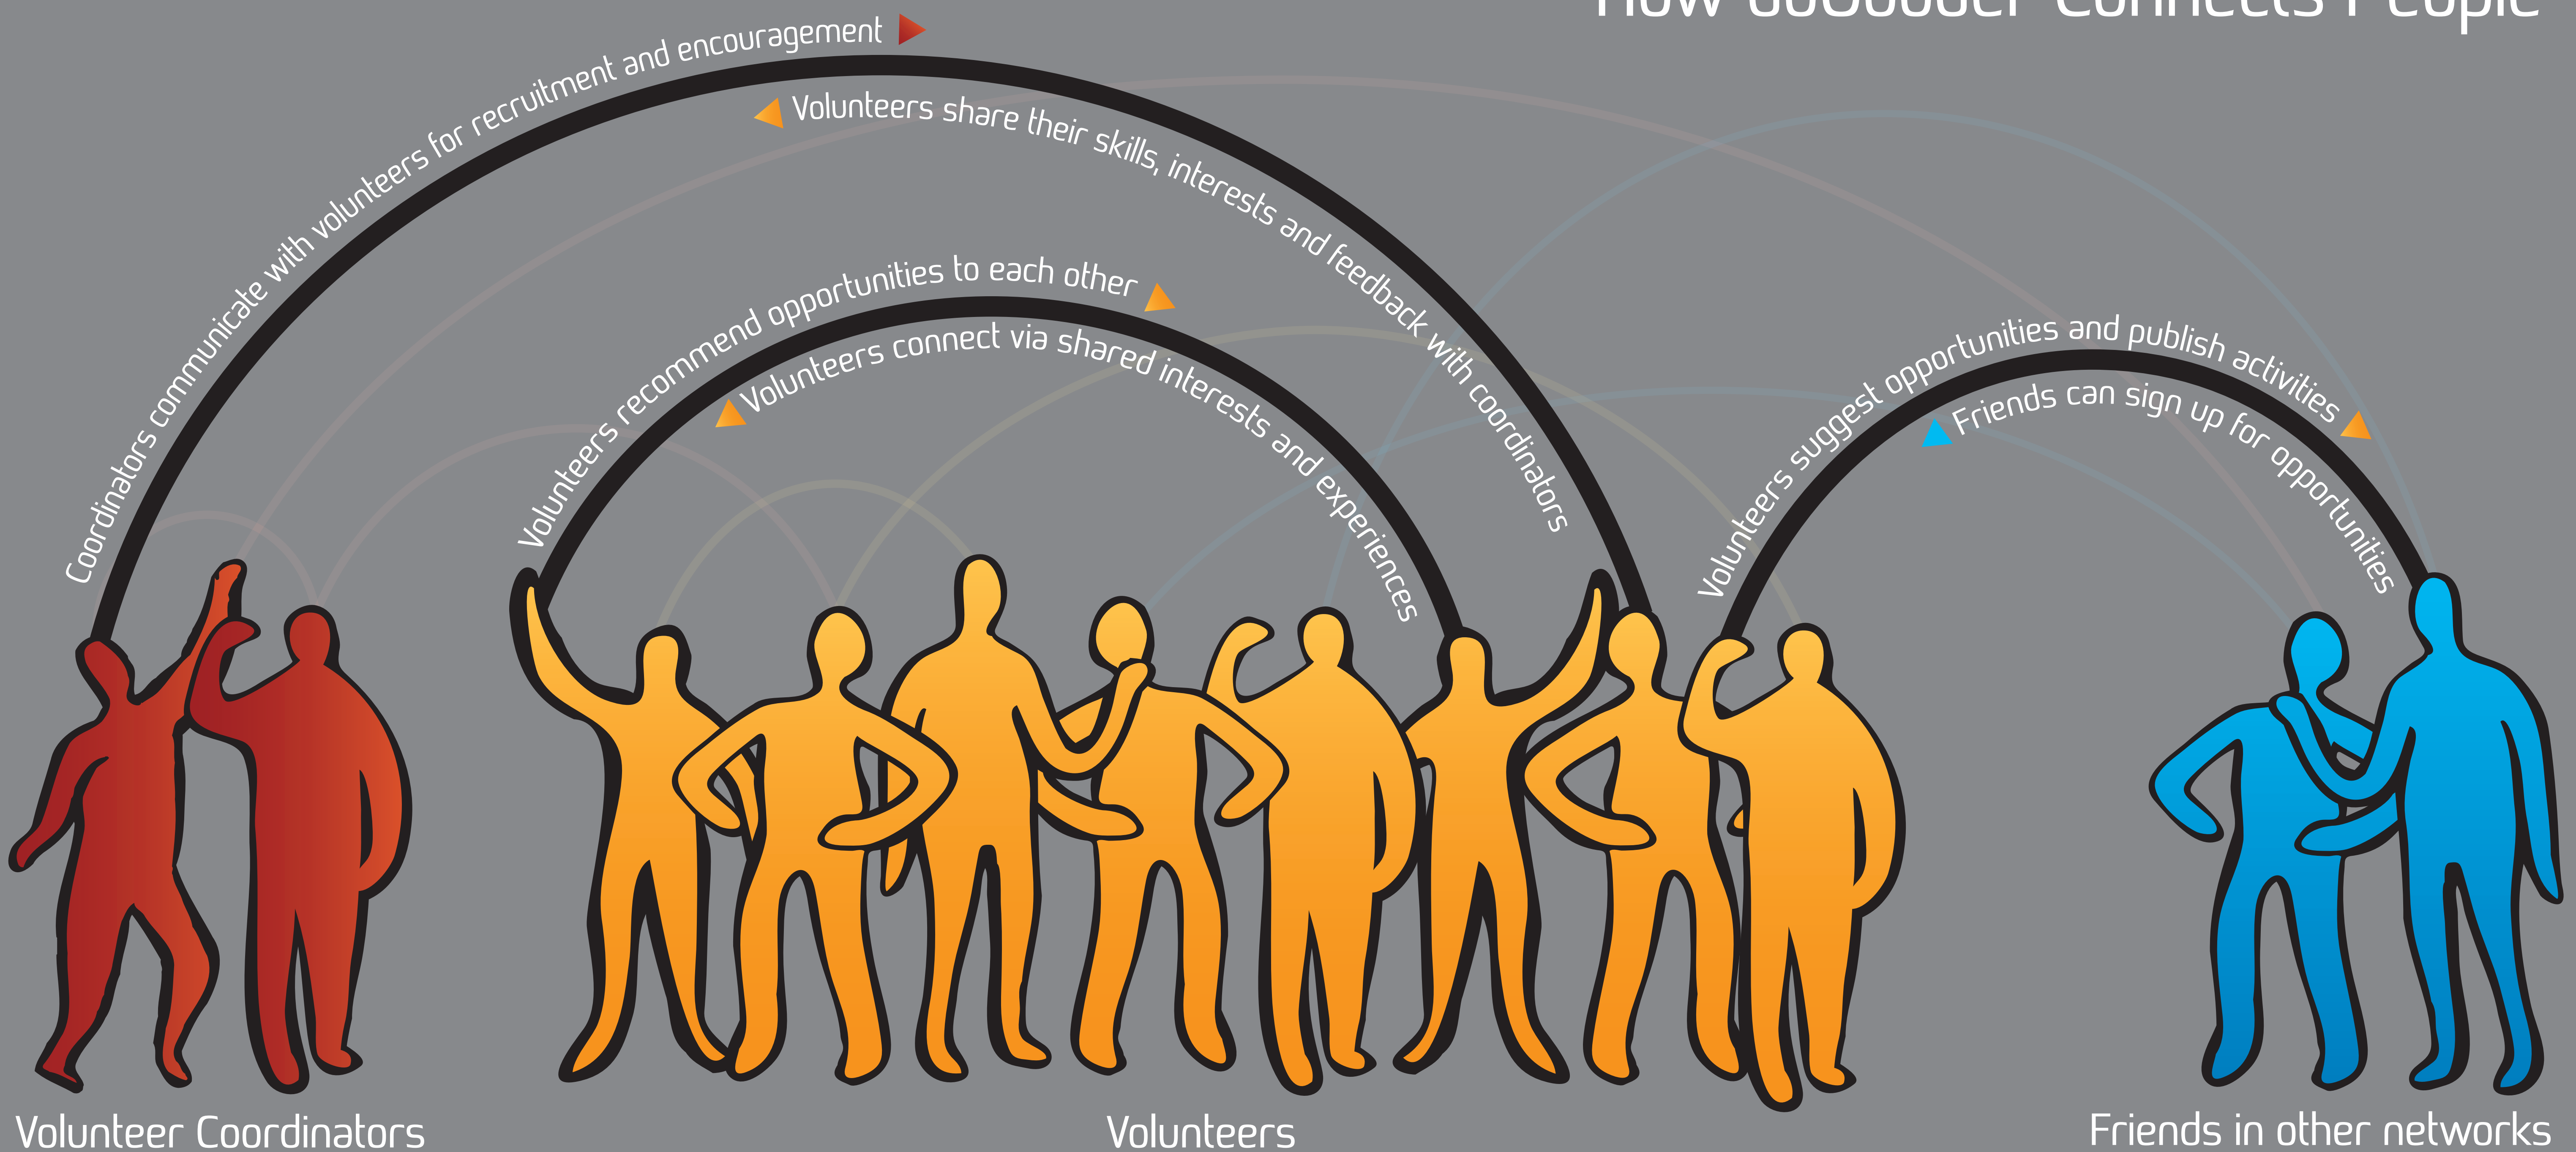 Connects People
Coordinators communicate with volunteers for recruitment and encouragement
Volunteers share their skills, interests and feedback with coordinators
Volunteers recommend opportunities to each other
Volunteers connect via shared interests and experiences
Volunteers suggest opportunities and publish activities
Friends can sign up for opportunities
Volunteer Coordinators
Volunteers
Friends in other networks